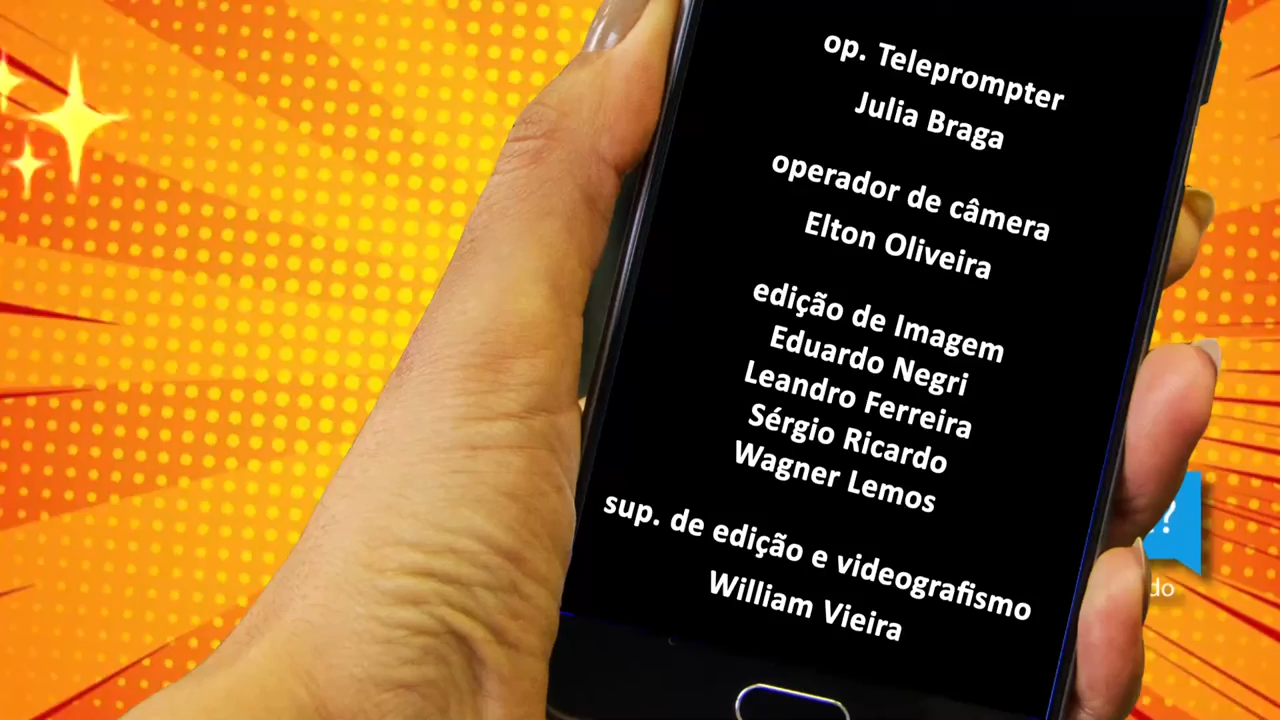 op. Teleprompter
Julia Braga
operador de câmera
Elton Oliveira
edição de Imagem
Eduardo Negri
Leandro Ferreira
Sérgio Ricardo
Wagner Lemos
sup. de edição e videografismo
William Vieira
?
do